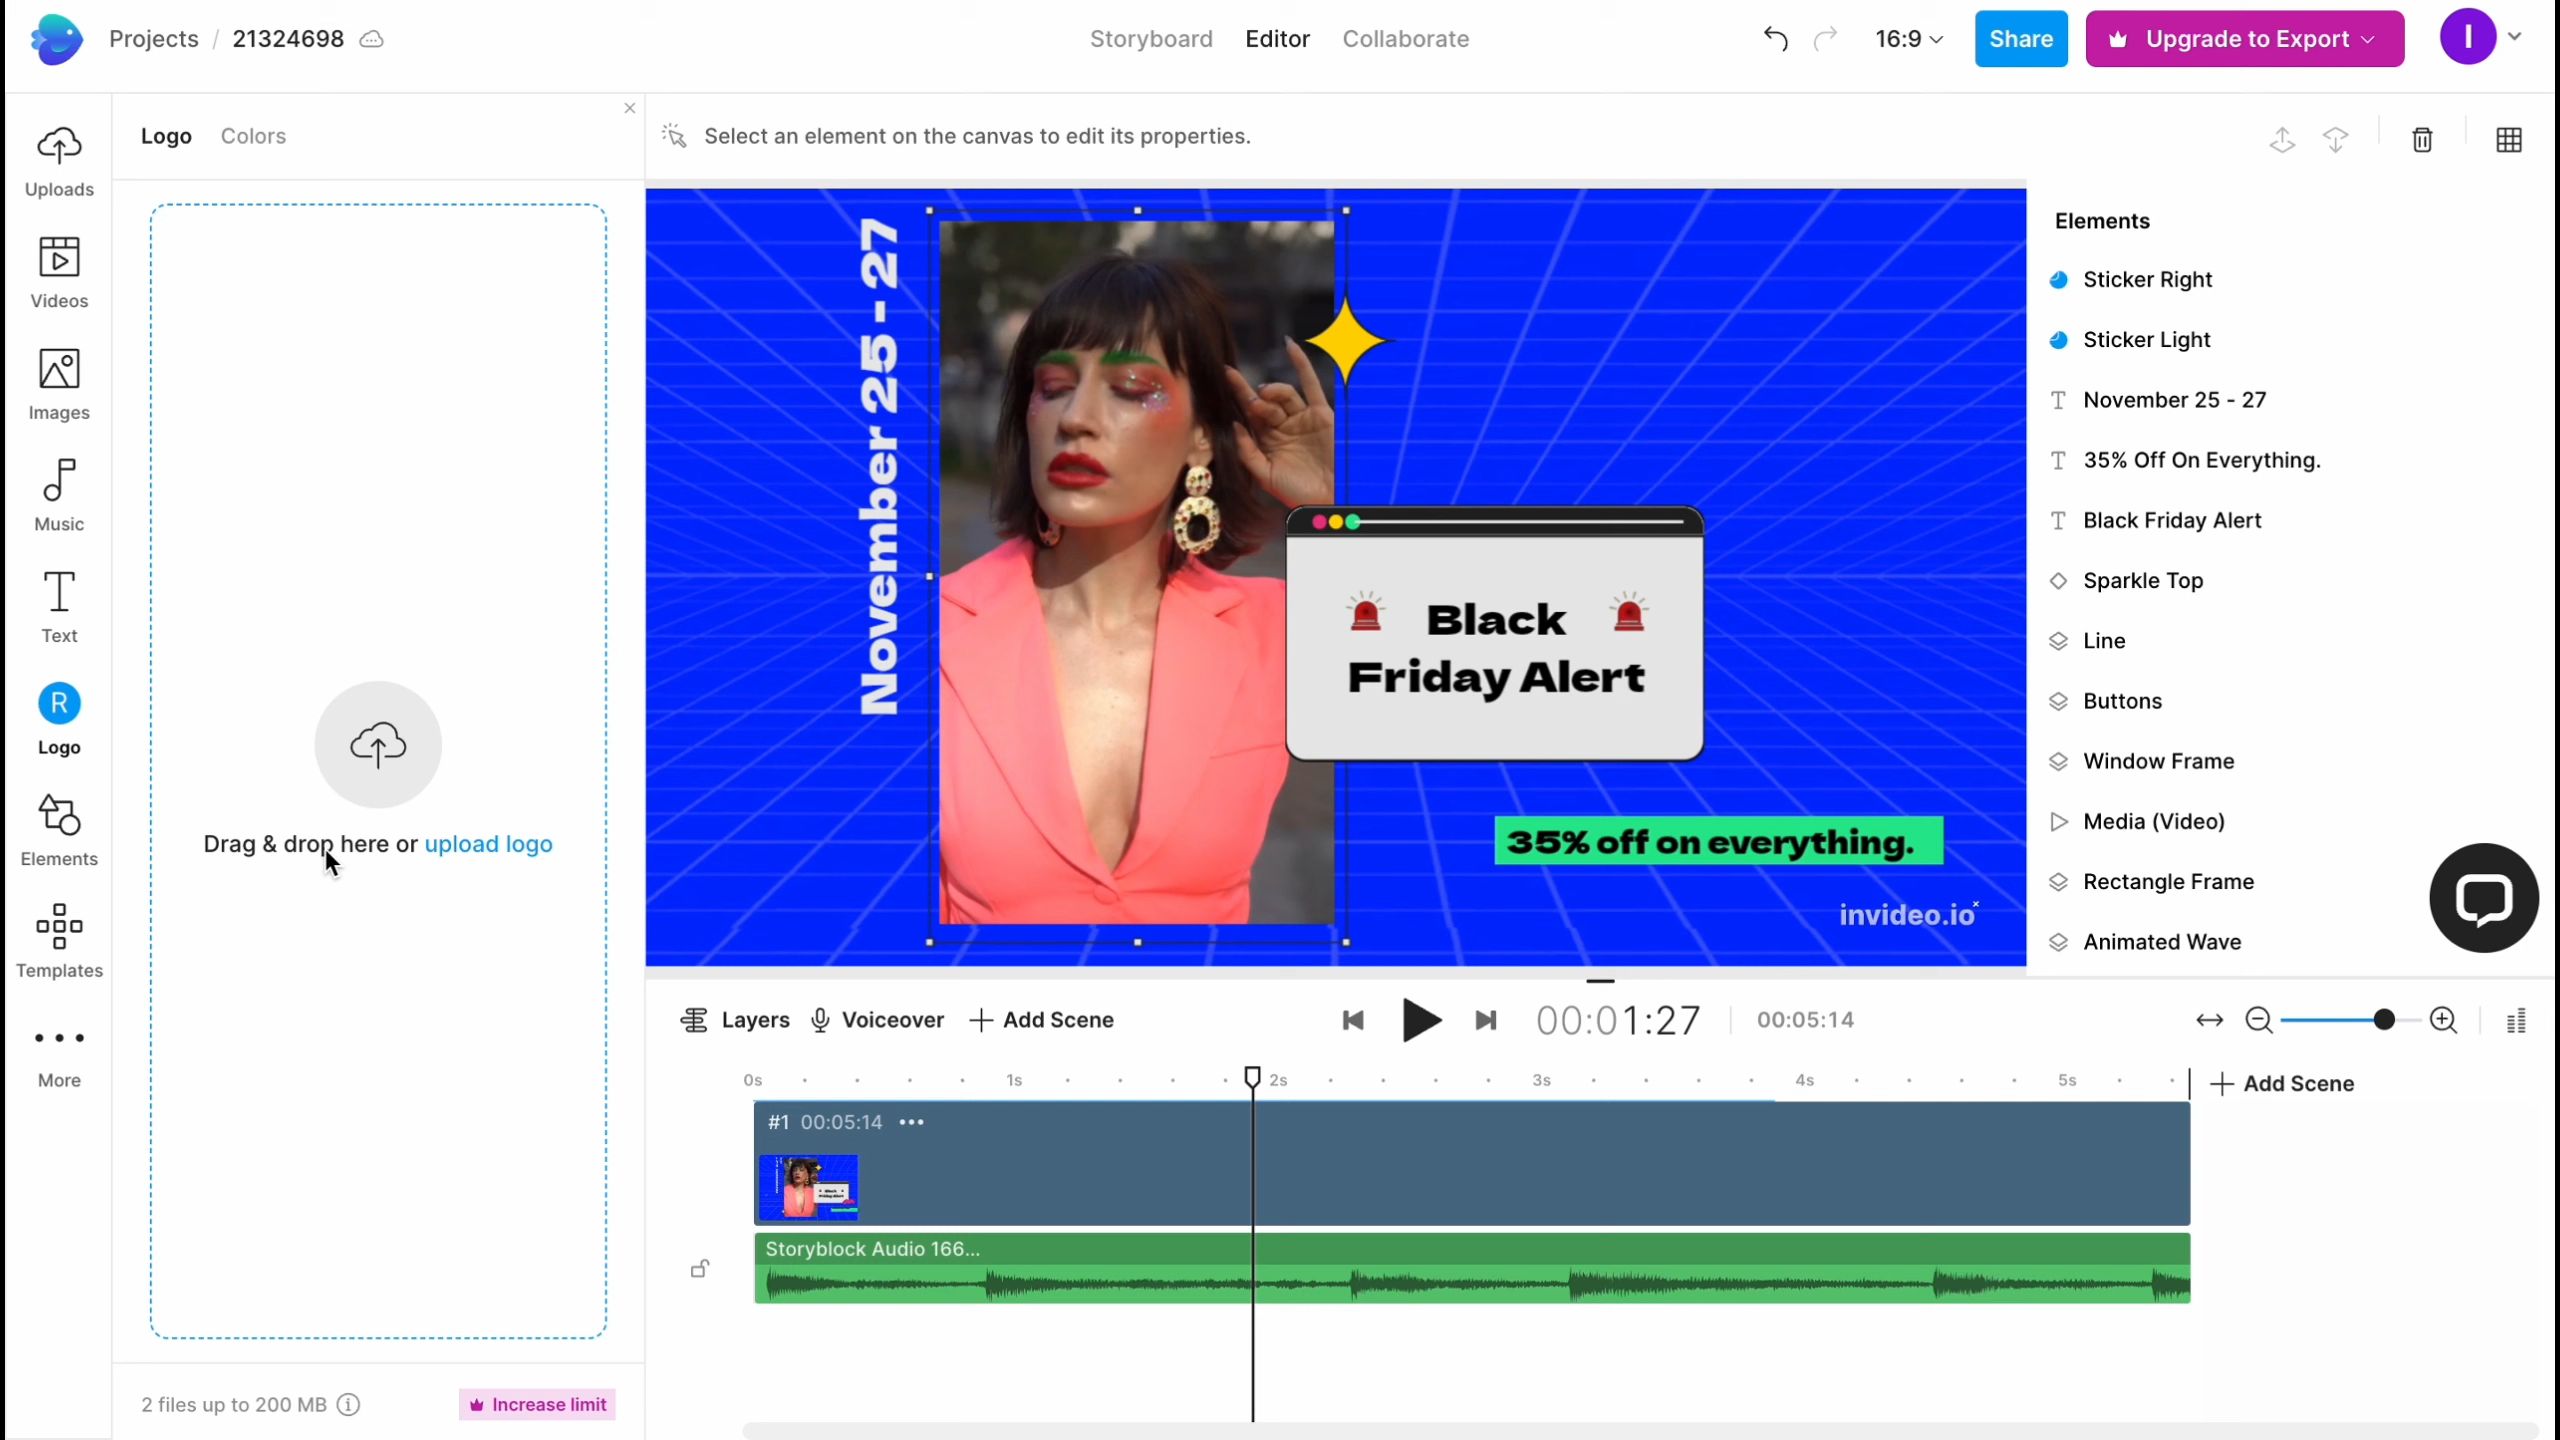 Projects / 21324698
Storyboard Editor Collaborate
16:9
Share
Upgrade to Export
I
Uploads
Videos
Images
Music
Text
R
Logo
Elements
Templates
More
Logo Colors
Drag & drop here or upload logo
2 files up to 200 MB
Increase limit
Select an element on the canvas to edit its properties.
November 25 - 27
Black
Friday Alert
35% off on everything.
invideo.io
Elements
Sticker Right
Sticker Light
November 25 - 27
35% Off On Everything.
Black Friday Alert
Sparkle Top
Line
Buttons
Window Frame
Media (Video)
Rectangle Frame
Animated Wave
Layers Voiceover Add Scene
00:01:27
00:05:14
0s 1s 2s 3s 4s 5s
Add Scene
#1 00:05:14
Storyblock Audio 166...